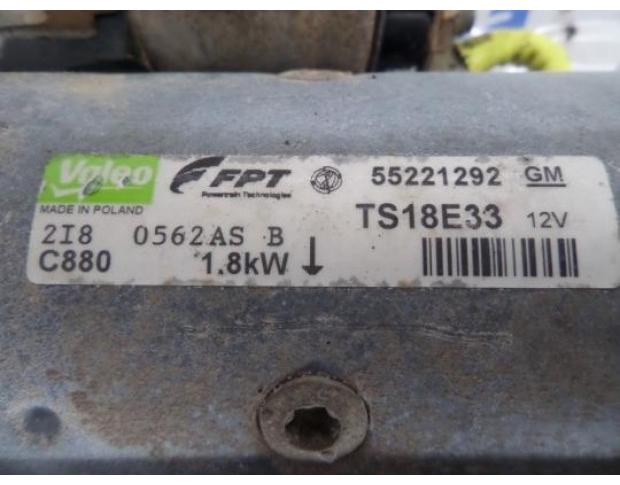 Valeo FPT 55221292 GM
Powertrain Technologies
MADE IN POLAND TS18E33 12V
2I8 0562AS B
C880 1.8kW